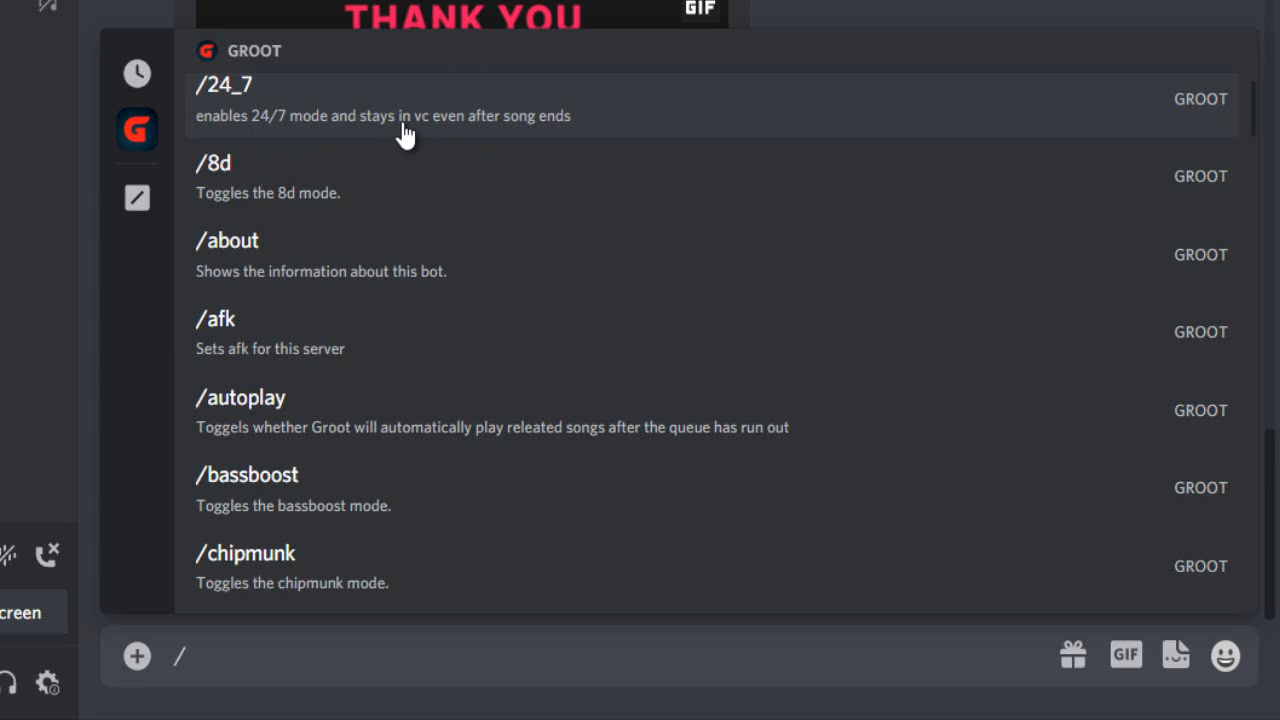 THANK YOU
GIF
GROOT
/24_7
GROOT
enables 24/7 mode and stays in vc even after song ends
/8d
GROOT
Toggles the 8d mode.
/about
GROOT
Shows the information about this bot.
/afk
GROOT
Sets afk for this server
/autoplay
GROOT
Toggels whether Groot will automatically play releated songs after the queue has run out
/bassboost
GROOT
Toggles the bassboost mode.
/chipmunk
GROOT
Toggles the chipmunk mode.
creen
/
GIF